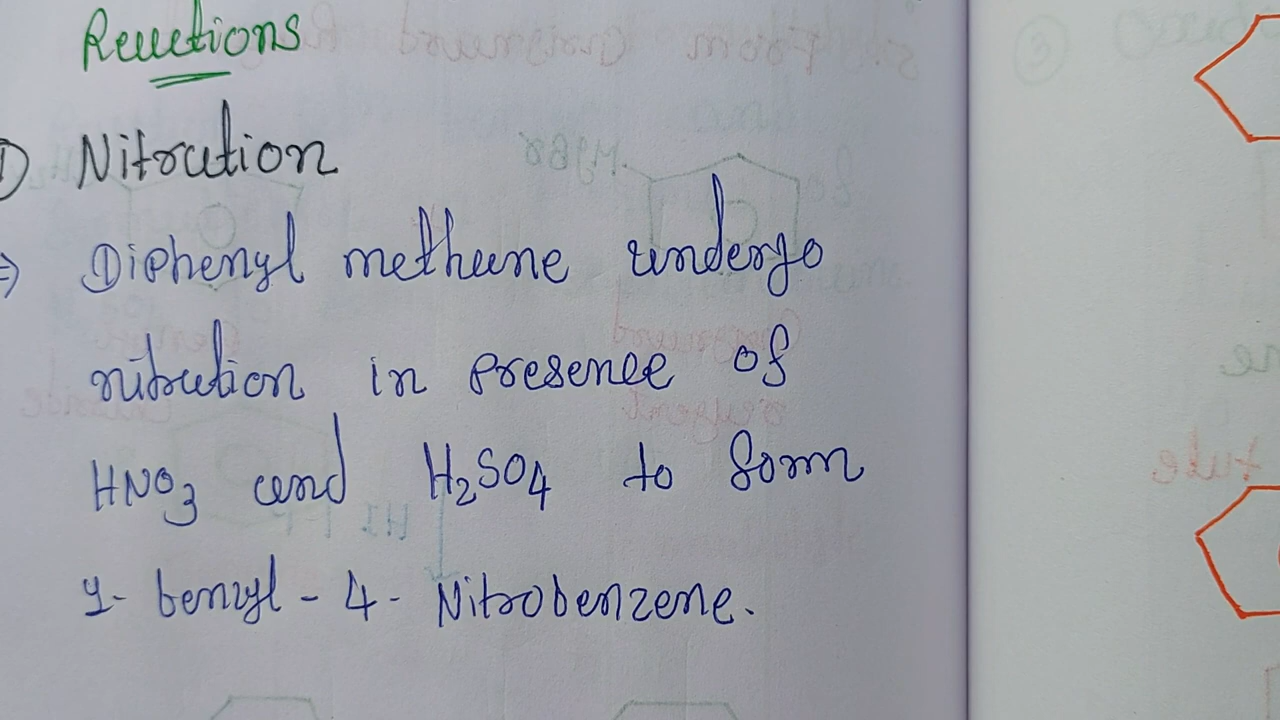 Reactions
1) Nitration
⇒ Diphenyl methane undergo
nitration in presence of
HNO3 and H2SO4 to form
1- benzyl - 4 - Nitrobenzene.